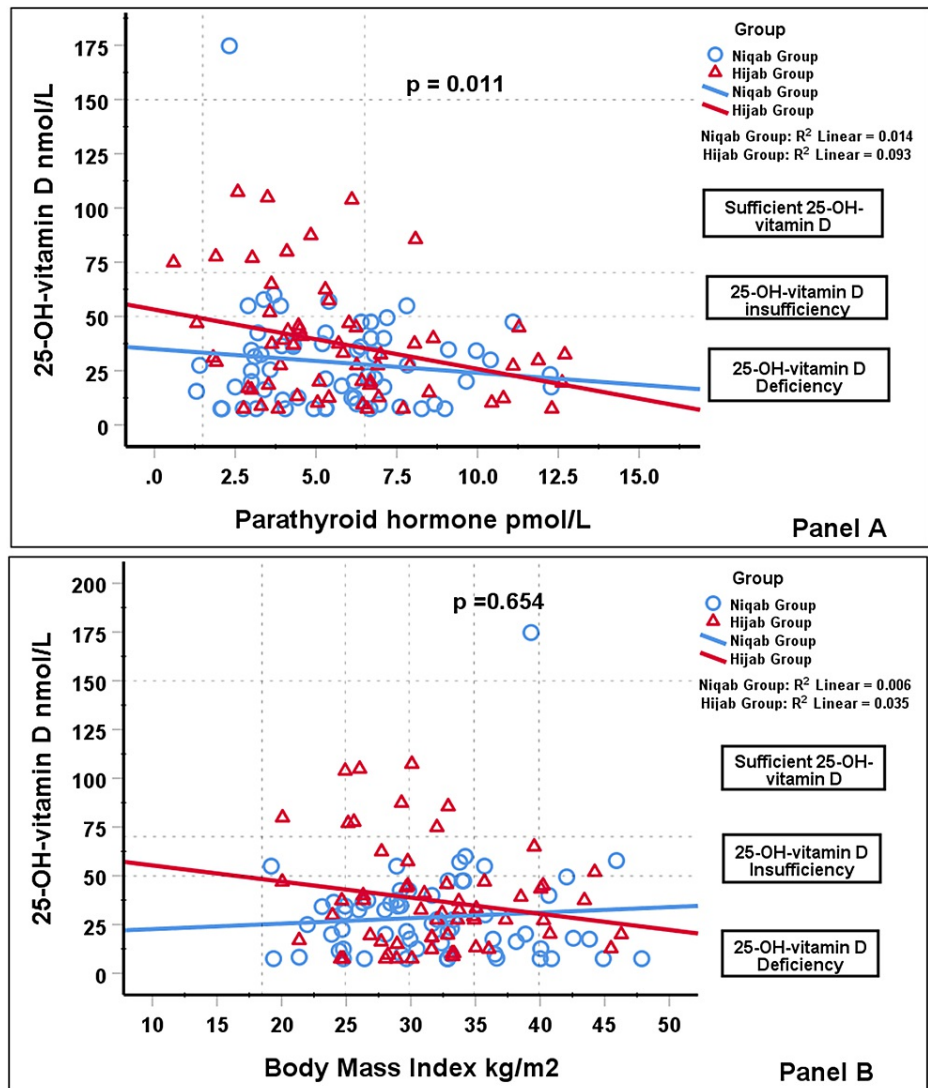 Group
Niqab Group
Hijab Group
Niqab Group
Hijab Group
Niqab Group: R² Linear = 0.014
Hijab Group: R² Linear = 0.093
p = 0.011
Sufficient 25-OH-
vitamin D
25-OH-vitamin D
insufficiency
25-OH-vitamin D
Deficiency
25-OH-vitamin D nmol/L
175
150
125
100
75
50
25
0
.0 2.5 5.0 7.5 10.0 12.5 15.0
Parathyroid hormone pmol/L
Panel A
Group
Niqab Group
Hijab Group
Niqab Group
Hijab Group
Niqab Group: R² Linear = 0.006
Hijab Group: R² Linear = 0.035
p =0.654
Sufficient 25-OH-
vitamin D
25-OH-vitamin D
Insufficiency
25-OH-vitamin D
Deficiency
25-OH-vitamin D nmol/L
200
175
150
125
100
75
50
25
0
10 15 20 25 30 35 40 45 50
Body Mass Index kg/m2
Panel B